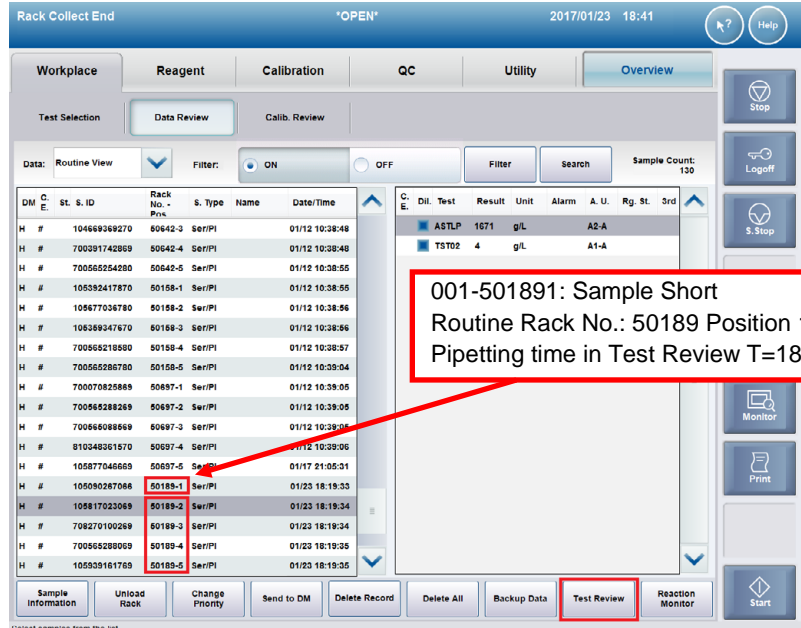 Rack Collect End *OPEN* 2017/01/23 18:41 Help
Workplace Reagent Calibration QC Utility Overview
Stop
Test Selection Data Review Calib. Review
Data: Routine View Filter: ON OFF Filter Search Sample Count: 130
Logoff
DM C. E. St. S. ID Rack No. - Pos. S. Type Name Date/Time
C. E. Dil. Test Result Unit Alarm A. U. Rg. St. 3rd
S.Stop
H # 104669369270 50642-3 Ser/Pl 01/12 10:38:48 ASTLP 1671 g/L A2-A
H # 700391742869 50642-4 Ser/Pl 01/12 10:38:48 TST02 4 g/L A1-A
H # 700565254280 50642-5 Ser/Pl 01/12 10:38:55
H # 105392417870 50158-1 Ser/Pl 01/12 10:38:55
H # 105677036780 50158-2 Ser/Pl 01/12 10:38:56
H # 105359347670 50158-3 Ser/Pl 01/12 10:38:56
H # 700565218580 50158-4 Ser/Pl 01/12 10:38:57
H # 700565286780 50158-5 Ser/Pl 01/12 10:39:04
H # 700070825869 50697-1 Ser/Pl 01/12 10:39:05
H # 700565288269 50697-2 Ser/Pl 01/12 10:39:05
H # 700565088569 50697-3 Ser/Pl 01/12 10:39:05
H # 810348361570 50697-4 Ser/Pl 01/12 10:39:06
H # 105877046669 50697-5 Ser/Pl 01/17 21:05:31
H # 105090267066 50189-1 Ser/Pl 01/23 18:19:33
H # 105817023069 50189-2 Ser/Pl 01/23 18:19:34
H # 708270100269 50189-3 Ser/Pl 01/23 18:19:34
H # 700565288069 50189-4 Ser/Pl 01/23 18:19:35
H # 105939161769 50189-5 Ser/Pl 01/23 18:19:35
001-501891: Sample Short
Routine Rack No.: 50189 Position
Pipetting time in Test Review T=18
Monitor
Print
Sample Information Unload Rack Change Priority Send to DM Delete Record Delete All Backup Data Test Review Reaction Monitor Start